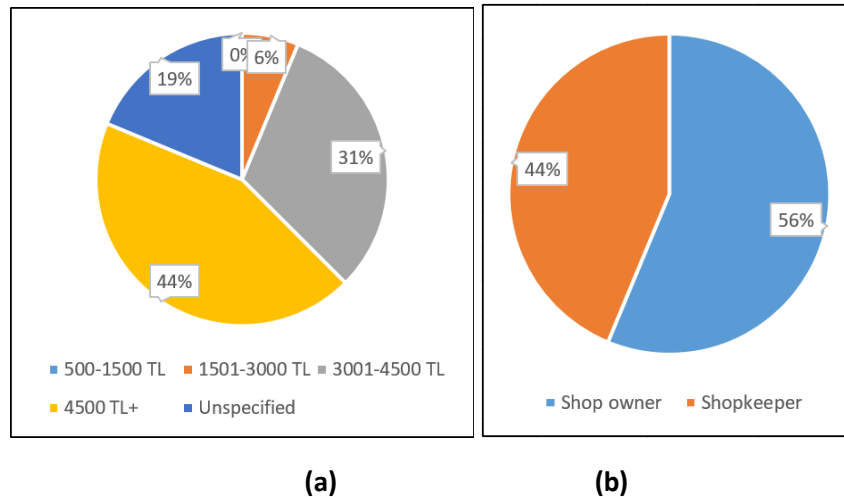 0%
6%
19%
31%
44%
500-1500 TL
1501-3000 TL
3001-4500 TL
4500 TL+
Unspecified
(a)
44%
56%
Shop owner
Shopkeeper
(b)